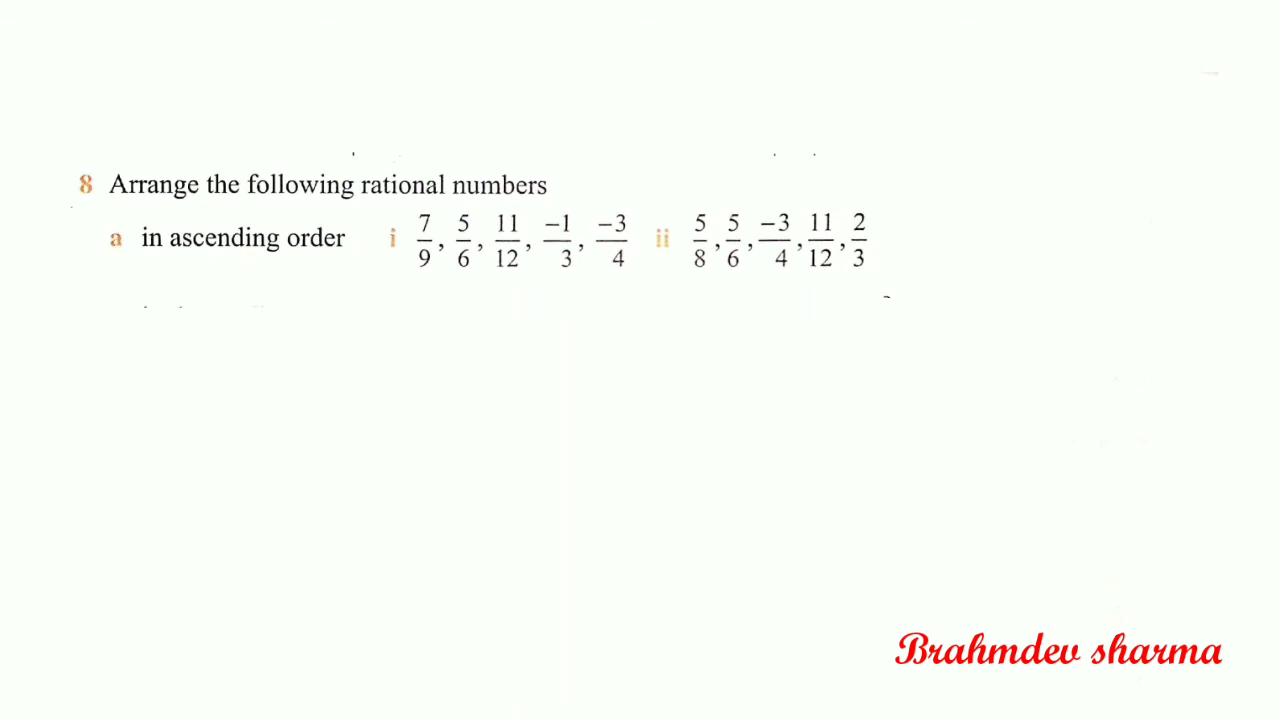 8 Arrange the following rational numbers
a in ascending order i 7/9, 5/6, 11/12, -1/3, -3/4 ii 5/8, 5/6, -3/4, 11/12, 2/3
Brahmdev sharma